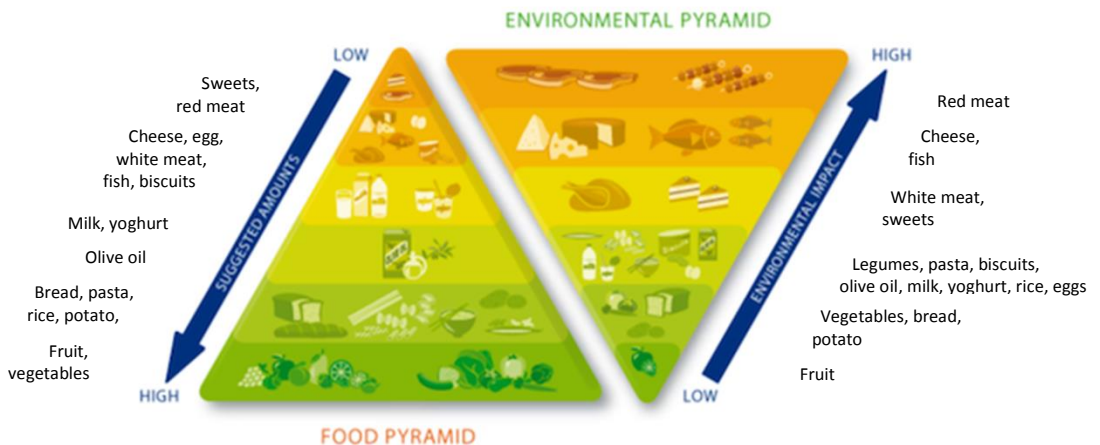 ENVIRONMENTAL PYRAMID
LOW
Sweets,
red meat
Cheese, egg,
white meat,
fish, biscuits
Milk, yoghurt
Olive oil
Bread, pasta,
rice, potato,
Fruit,
vegetables
HIGH
SUGGESTED AMOUNTS
FOOD PYRAMID
HIGH
Red meat
Cheese,
fish
White meat,
sweets
Legumes, pasta, biscuits,
olive oil, milk, yoghurt, rice, eggs
Vegetables, bread,
potato
Fruit
LOW
ENVIRONMENTAL IMPACT